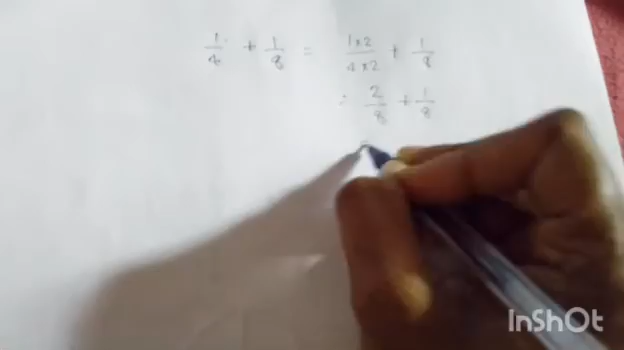 1/4 + 1/8 = 1×2/4×2 + 1/8
= 2/8 + 1/8
InShOt